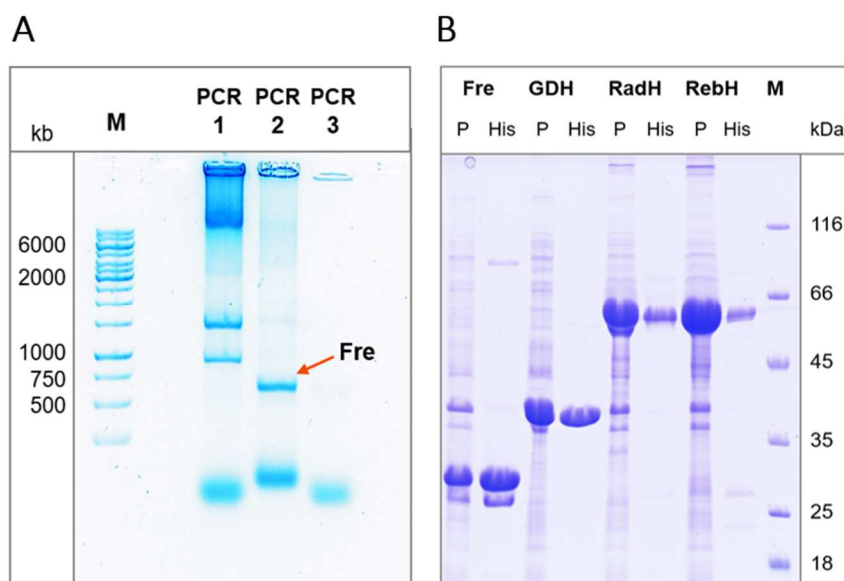 A
kb
M
PCR 1
PCR 2
PCR 3
6000
2000
1000
750
500
Fre
B
Fre GDH RadH RebH M
P His P His P His P His kDa
116
66
45
35
25
18